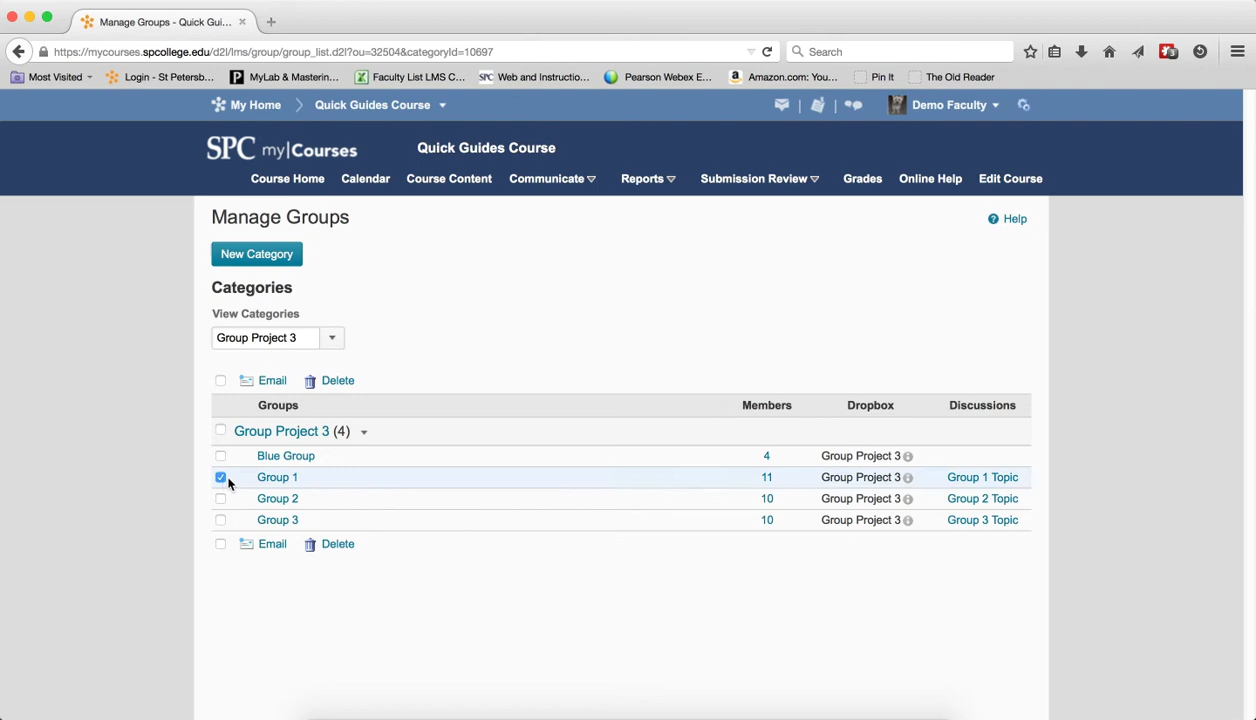 Manage Groups - Quick Gui...
https://mycourses.spcollege.edu/d2l/lms/group/group_list.d2l?ou=32504&categoryId=10697
Search
Most Visited
Login - St Petersb...
MyLab & Mastering...
Faculty List LMS C...
SPC Web and Instructio...
Pearson Webex E...
Amazon.com: You...
Pin It
The Old Reader
My Home
Quick Guides Course
Demo Faculty
SPC my|Courses
Quick Guides Course
Course Home Calendar Course Content Communicate Reports Submission Review Grades Online Help Edit Course
Manage Groups
Help
New Category
Categories
View Categories
Group Project 3
Email Delete
Groups Members Dropbox Discussions
Group Project 3 (4)
Blue Group 4 Group Project 3
Group 1 11 Group Project 3 Group 1 Topic
Group 2 10 Group Project 3 Group 2 Topic
Group 3 10 Group Project 3 Group 3 Topic
Email Delete